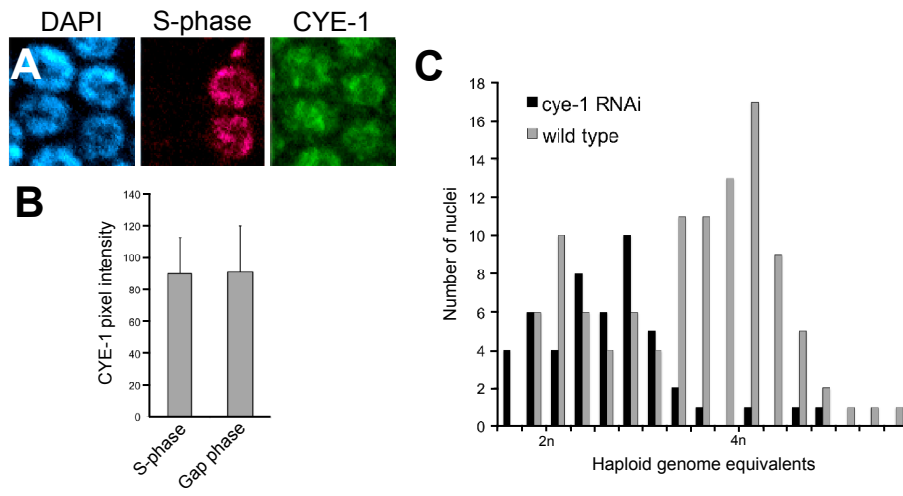 DAPI S-phase CYE-1
A
B
CYE-1 pixel intensity
140
120
100
80
60
40
20
0
S-phase
Gap phase
C
Number of nuclei
18
16
14
12
10
8
6
4
2
0
cye-1 RNAi
wild type
2n 4n
Haploid genome equivalents